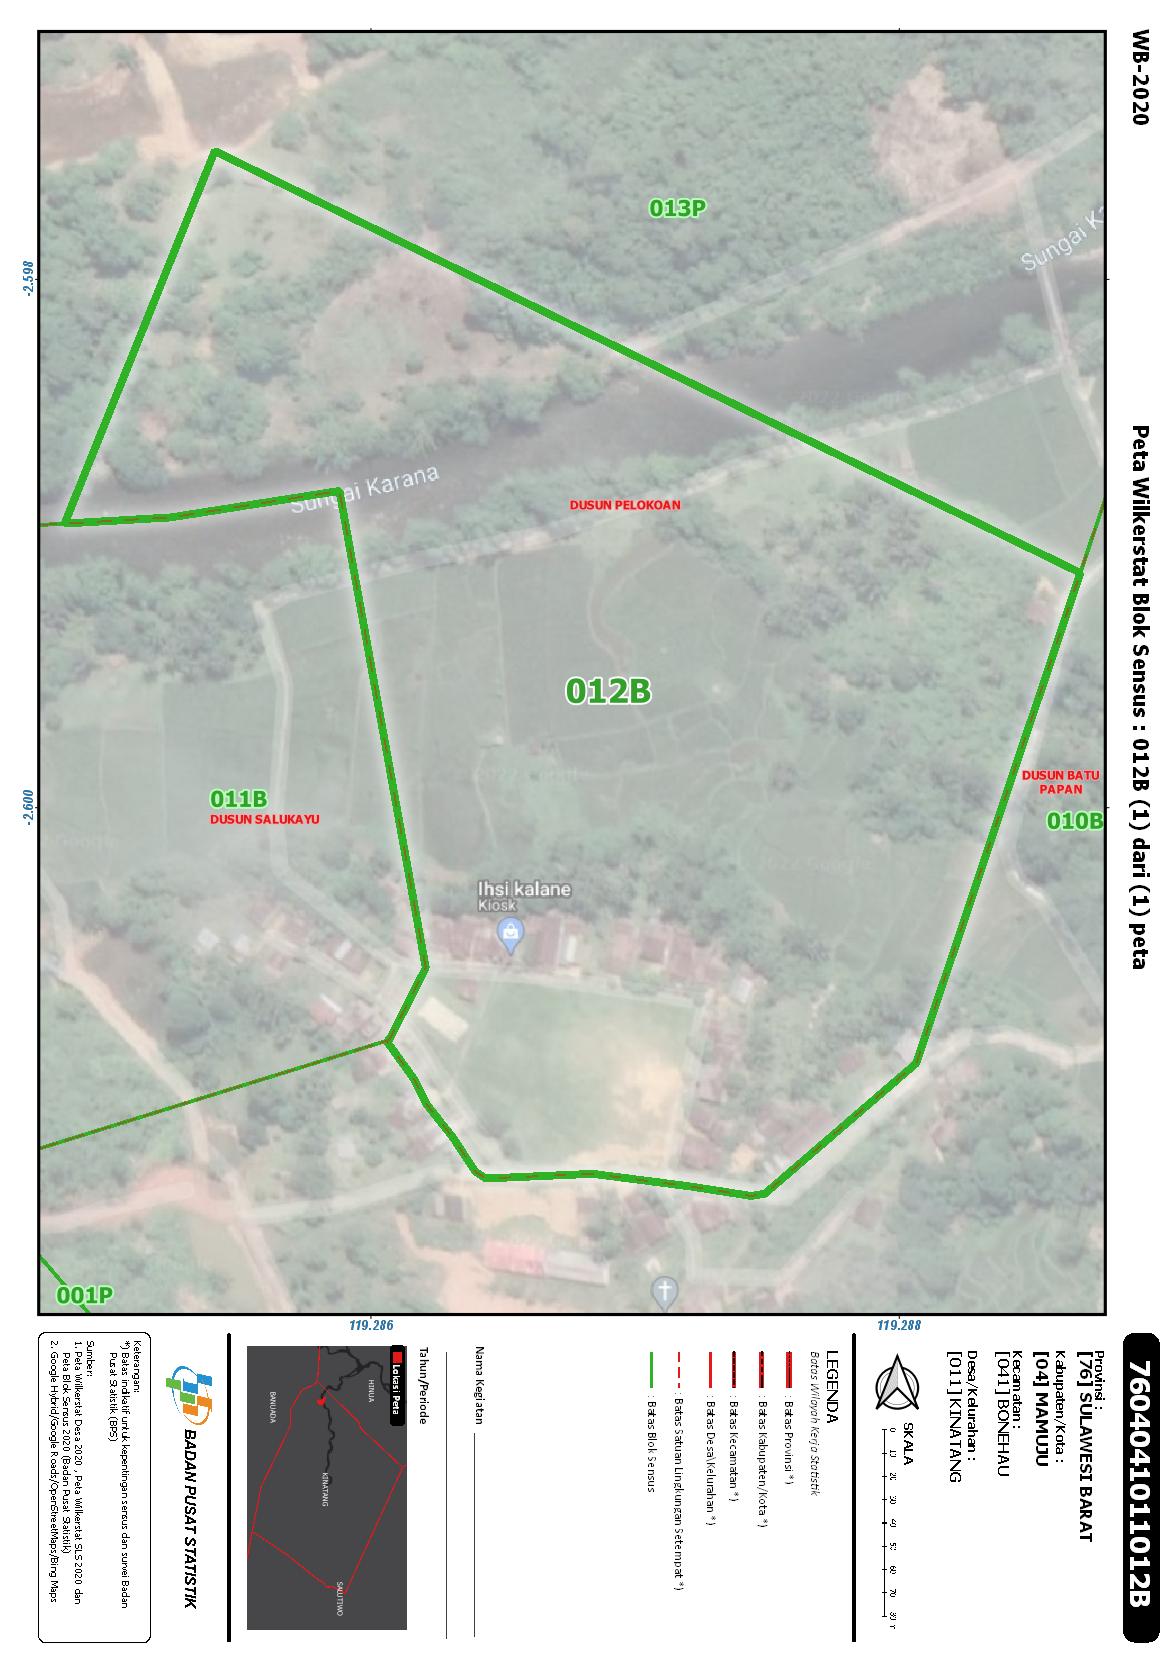 WB-2020
Peta Wilkerstat Blok Sensus : 012B (1) dari (1) peta
013P
Sungai K
-2.598
Sungai Karana
DUSUN PELOKOAN
012B
011B
DUSUN SALUKAYU
DUSUN BATU
PAPAN
010B
-2.600
Ihsi kalane
Kiosk
001P
119.286
119.288
7604041011012B
Provinsi :
[76] SULAWESI BARAT
Kabupaten/Kota :
[04] MAMUJU
Kecamatan :
[041] BONEHAU
Desa/Kelurahan :
[011] KINATANG
SKALA
0 10 20 30 40 50 60 70 80
LEGENDA
Batas Wilayah Kerja Statistik
: Batas Provinsi *)
: Batas Kabupaten/Kota *)
: Batas Kecamatan *)
: Batas Desa\Kelurahan *)
: Batas Satuan Lingkungan Setempat *)
: Batas Blok Sensus
Nama Kegiatan
Tahun/Periode
Lokasi Peta
HINUA
BANUADA
KINATANG
SALUTIWO
BADAN PUSAT STATISTIK
Keterangan:
*) Batas indikatif untuk kepentingan sensus dan survei Badan
Pusat Statistik (BPS)
Sumber:
1. Peta Wilkerstat Desa 2020 , Peta Wilkerstat SLS 2020 dan
Peta Blok Sensus 2020 (Badan Pusat Statistik)
2. Google Hybrid/Google Roads/OpenStreetMaps/Bing Maps